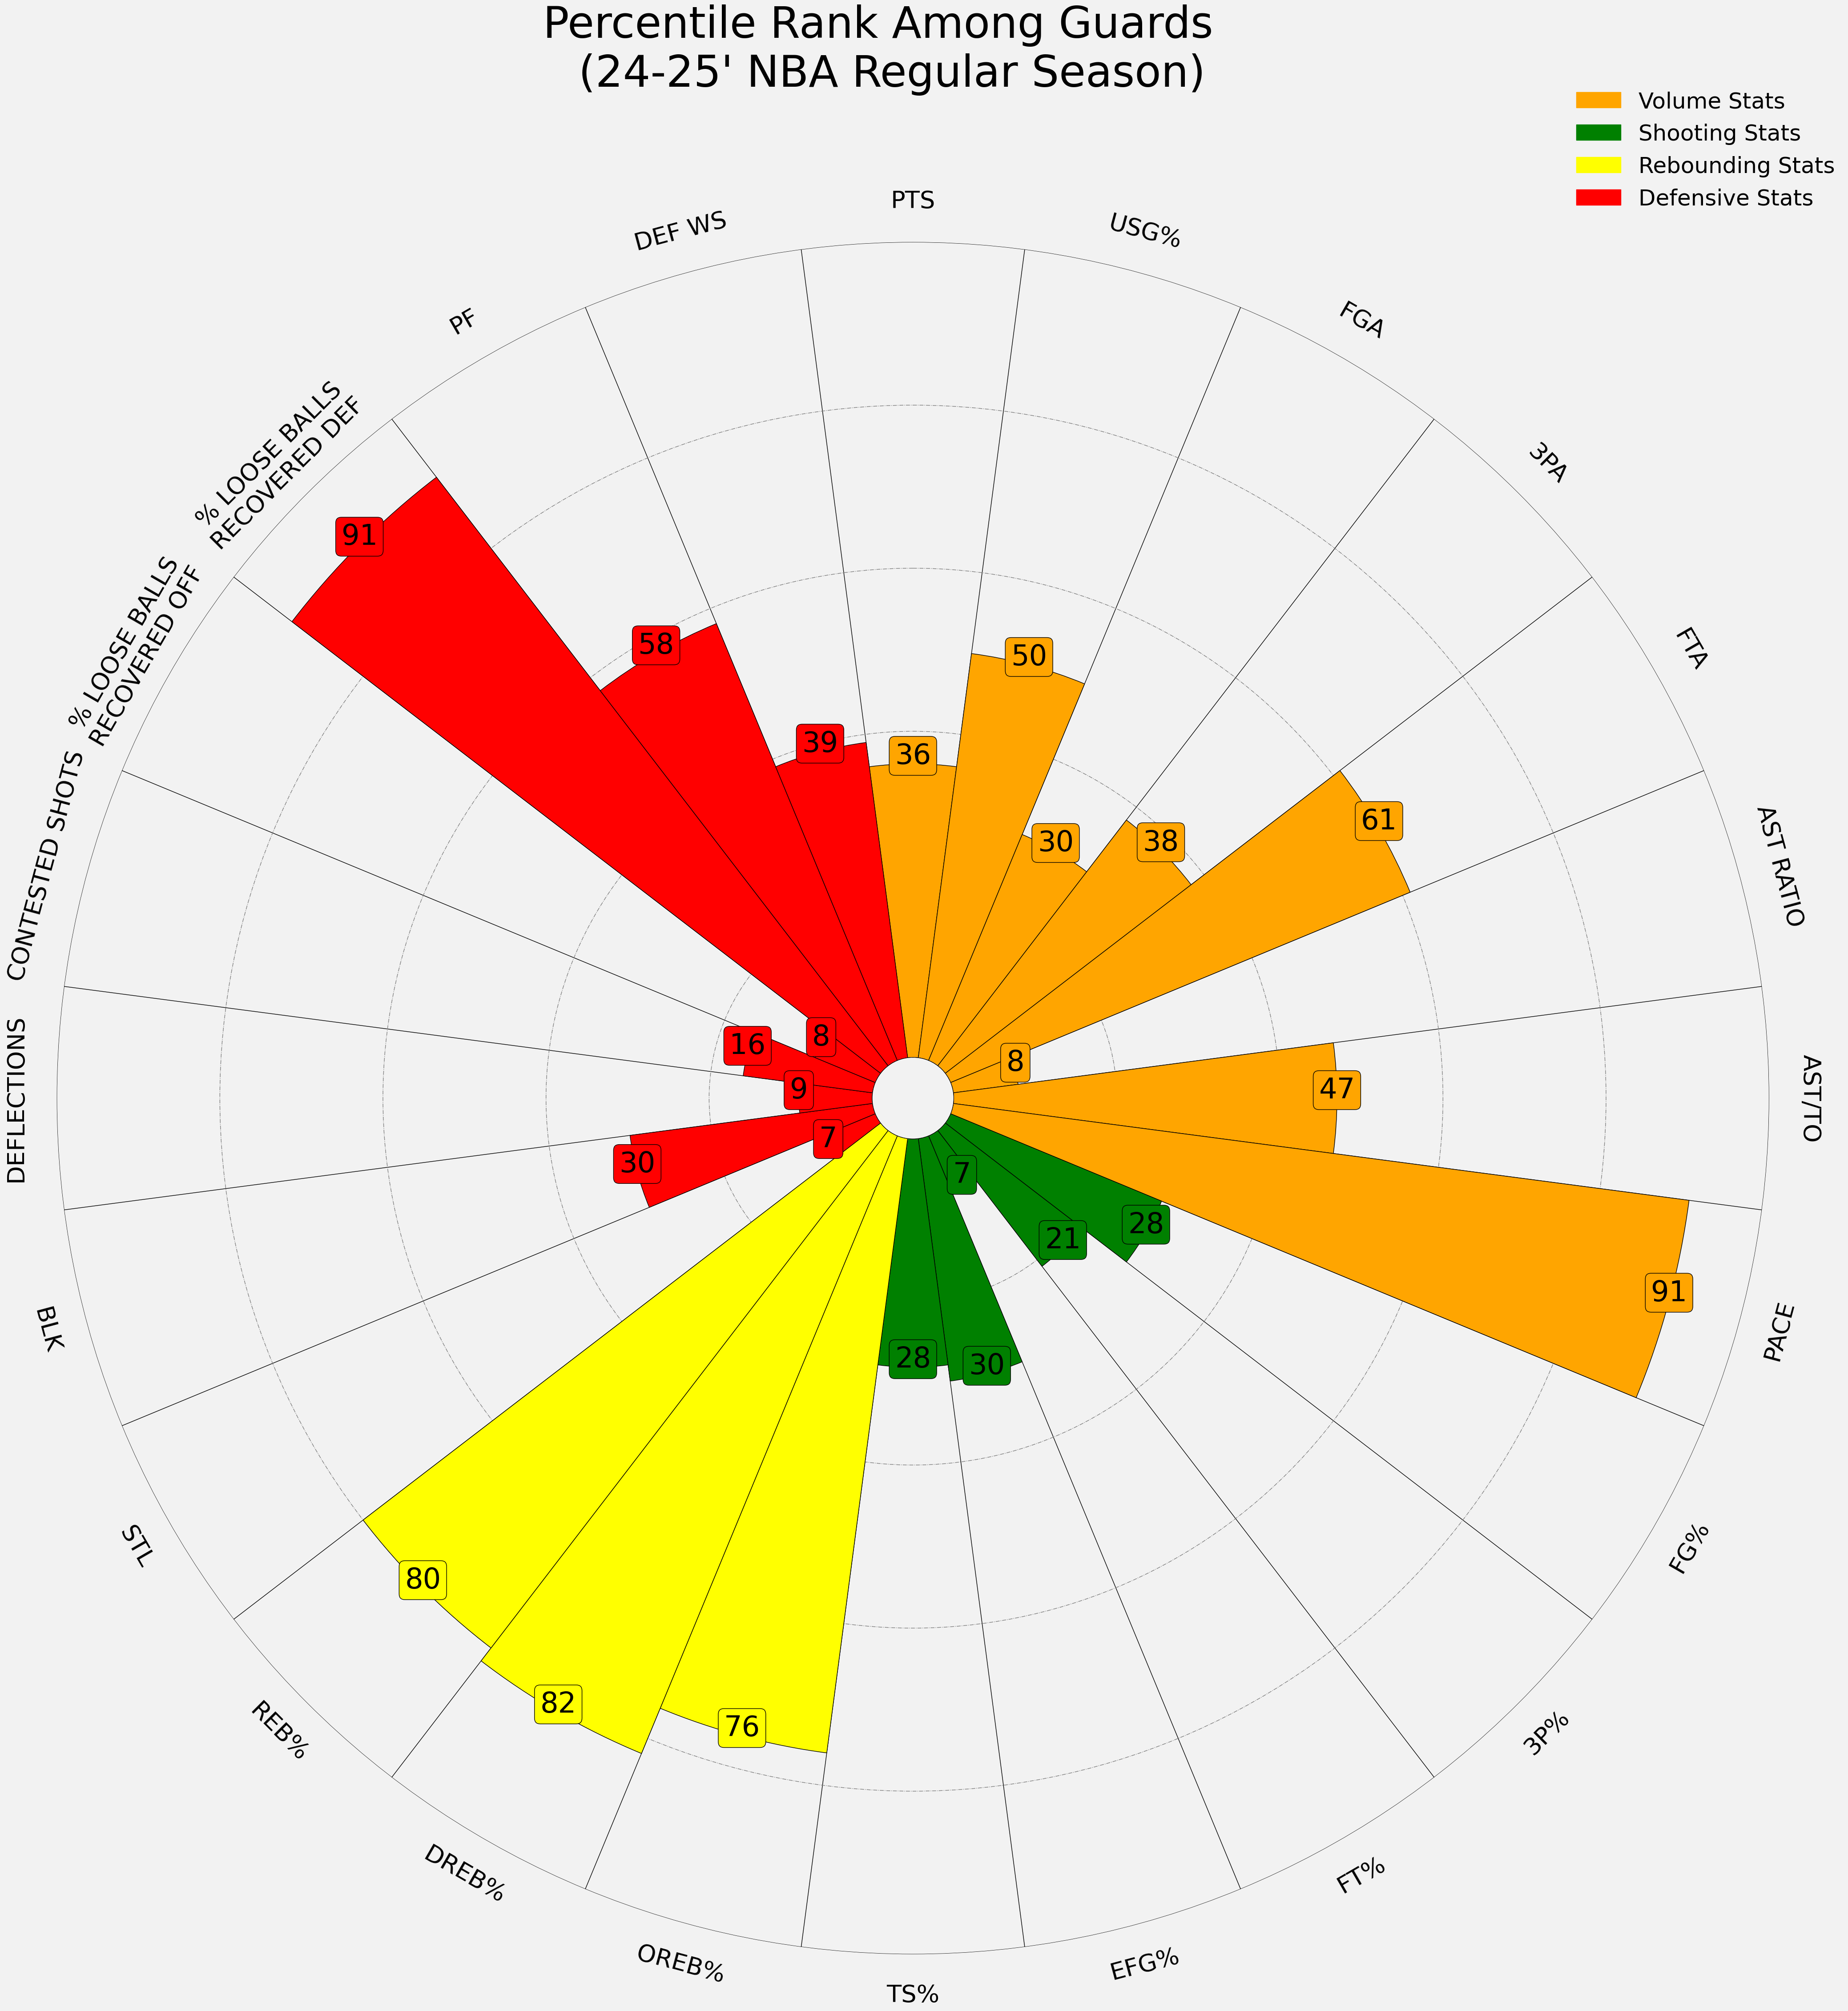 Percentile Rank Among Guards
(24-25' NBA Regular Season)
Volume Stats
Shooting Stats
Rebounding Stats
Defensive Stats
PTS
USG%
FGA
3PA
FTA
AST RATIO
AST/TO
PACE
FG%
3P%
FT%
EFG%
TS%
OREB%
DREB%
REB%
STL
BLK
DEFLECTIONS
CONTESTED SHOTS
% LOOSE BALLS
RECOVERED OFF
% LOOSE BALLS
RECOVERED DEF
PF
DEF WS
36
50
30
38
61
8
47
91
28
21
7
30
28
76
82
80
7
30
9
16
8
91
58
39